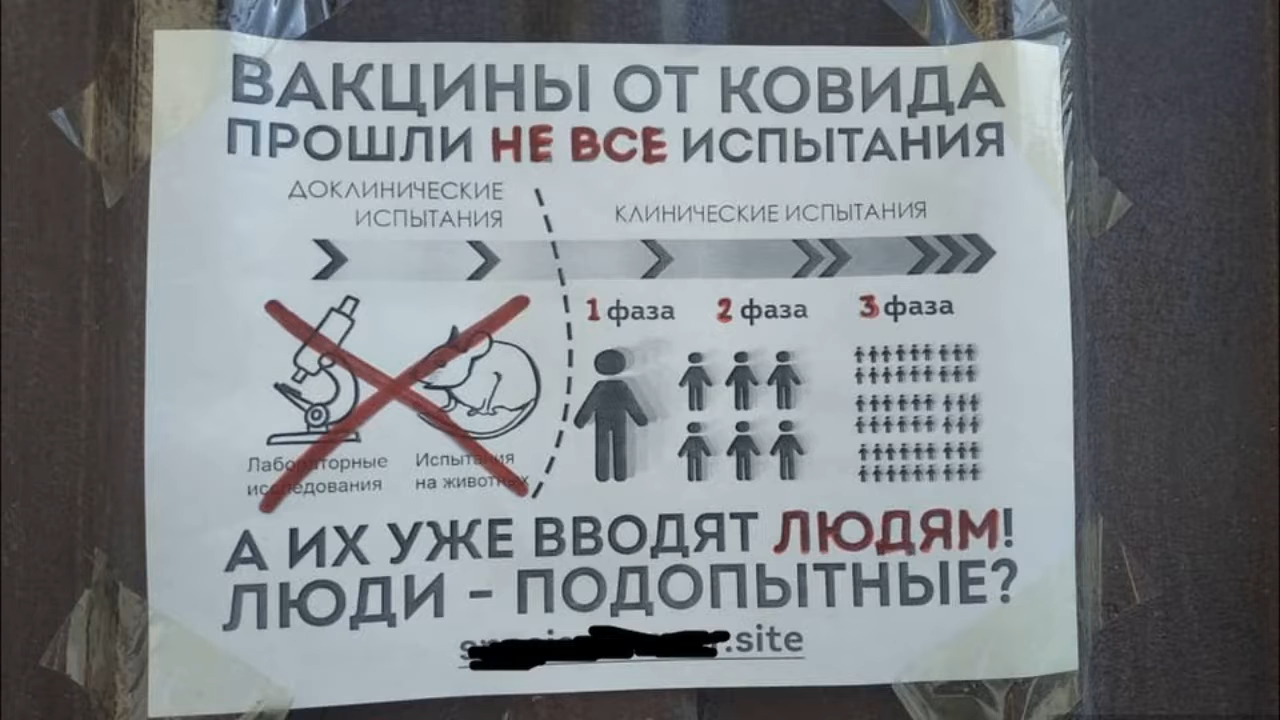 ВАКЦИНЫ ОТ КОВИДА
ПРОШЛИ НЕ ВСЕ ИСПЫТАНИЯ
ДОКЛИНИЧЕСКИЕ
ИСПЫТАНИЯ
КЛИНИЧЕСКИЕ ИСПЫТАНИЯ
1 фаза 2 фаза 3 фаза
Лабораторные
исследования
Испытания
на животных
А ИХ УЖЕ ВВОДЯТ ЛЮДЯМ!
ЛЮДИ - ПОДОПЫТНЫЕ?
.site